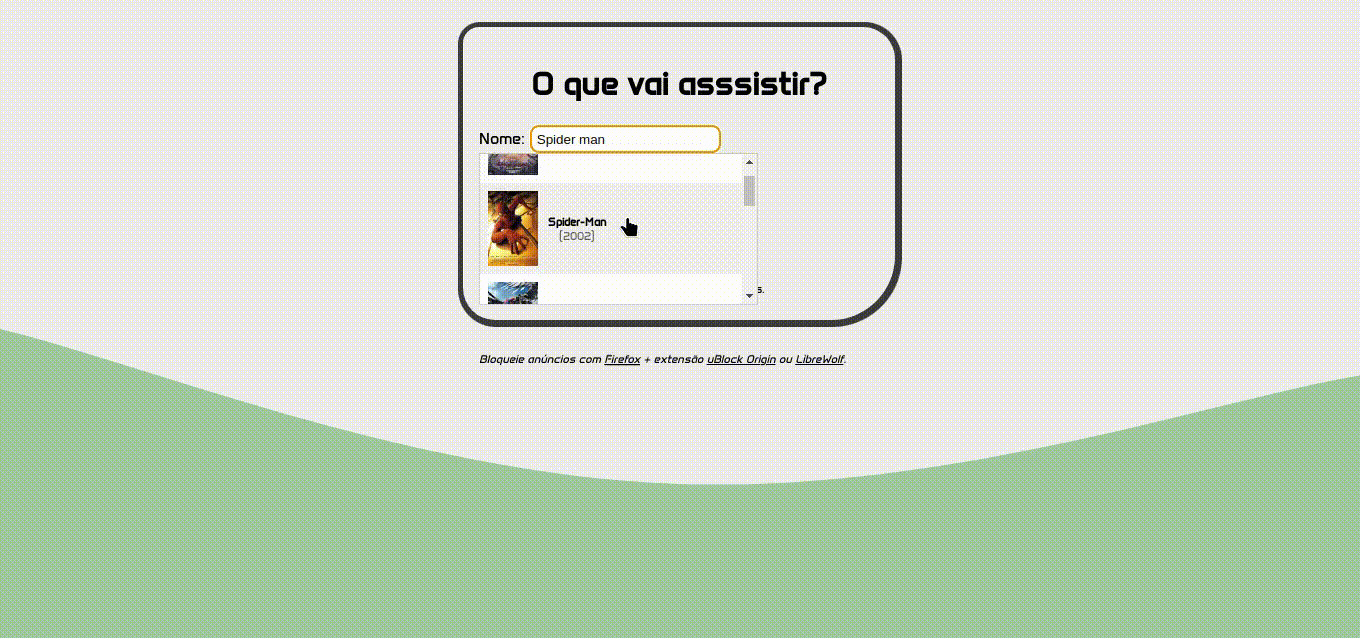 O que vai asssistir?
Nome: Spider man
Spider-Man
(2002)
s.
Bloqueie anúncios com Firefox + extensão uBlock Origin ou LibreWolf.